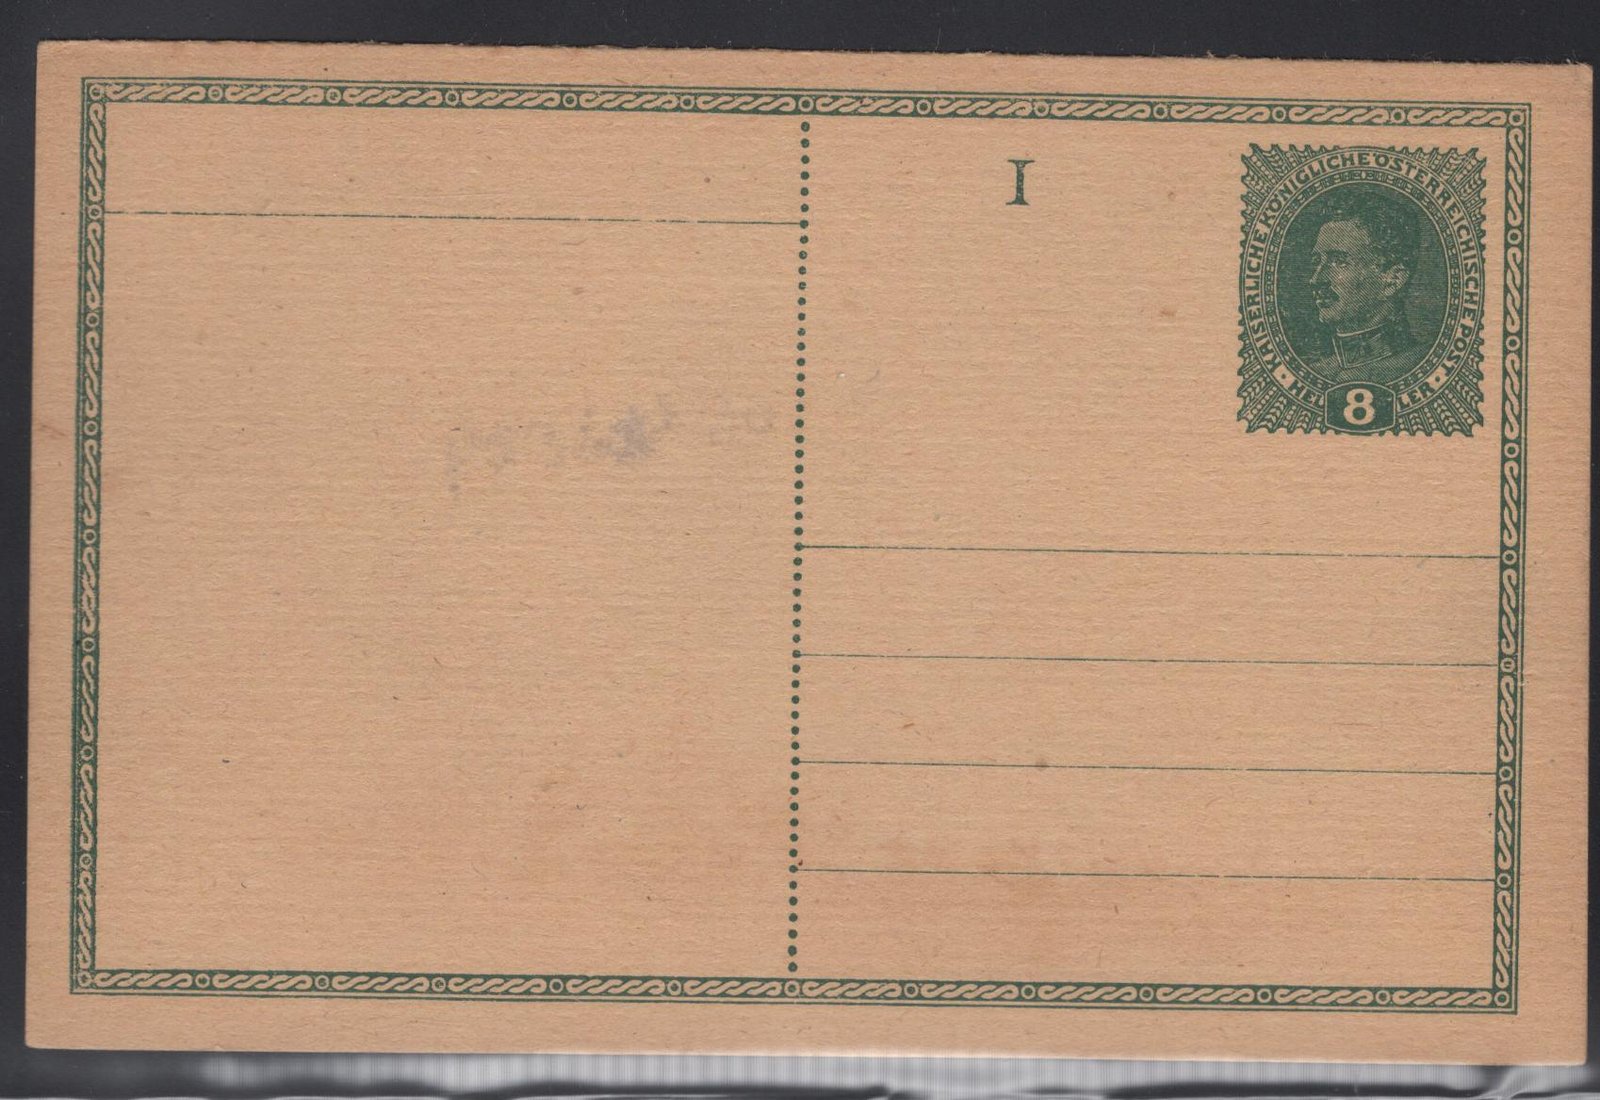 I
KAISERLICHE KÖNIGLICHE ÖSTERREICHISCHE POST
HELLER
8